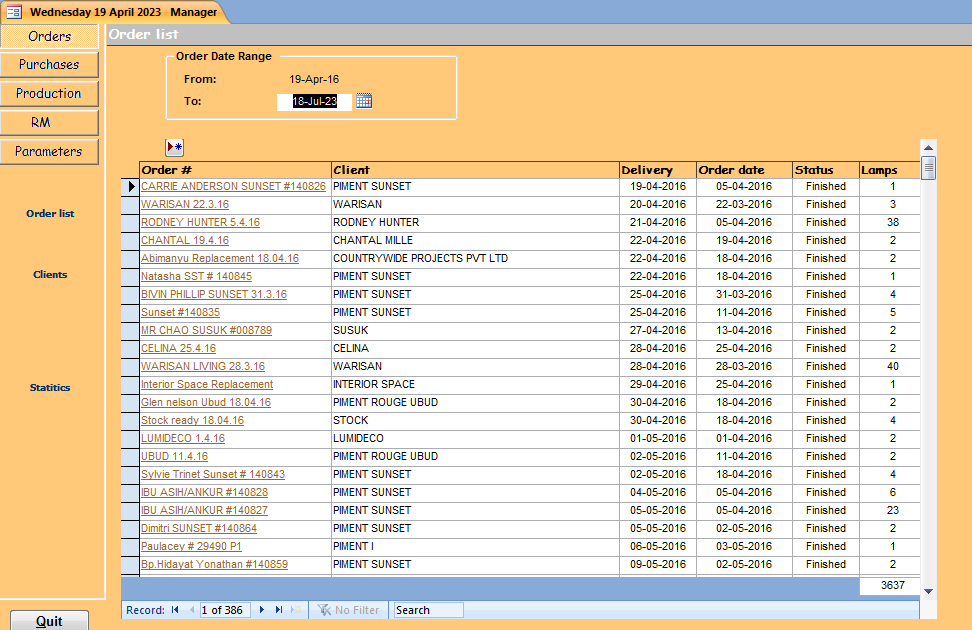 Wednesday 19 April 2023 Manager
Orders
Purchases
Production
RM
Parameters
Order list
Clients
Statitics
Quit
Order list
Order Date Range
From: 19-Apr-16
To: 18-Jul-23
Order # Client Delivery Order date Status Lamps
CARRIE ANDERSON SUNSET #140826 PIMENT SUNSET 19-04-2016 05-04-2016 Finished 1
WARISAN 22.3.16 WARISAN 20-04-2016 22-03-2016 Finished 3
RODNEY HUNTER 5.4.16 RODNEY HUNTER 21-04-2016 05-04-2016 Finished 38
CHANTAL 19.4.16 CHANTAL MILLE 22-04-2016 19-04-2016 Finished 2
Abimanyu Replacement 18.04.16 COUNTRYWIDE PROJECTS PVT LTD 22-04-2016 18-04-2016 Finished 2
Natasha SST # 140845 PIMENT SUNSET 22-04-2016 18-04-2016 Finished 1
BIVIN PHILLIP SUNSET 31.3.16 PIMENT SUNSET 25-04-2016 31-03-2016 Finished 4
Sunset #140835 PIMENT SUNSET 25-04-2016 11-04-2016 Finished 5
MR CHAO SUSUK #008789 SUSUK 27-04-2016 13-04-2016 Finished 2
CELINA 25.4.16 CELINA 28-04-2016 25-04-2016 Finished 2
WARISAN LIVING 28.3.16 WARISAN 28-04-2016 28-03-2016 Finished 40
Interior Space Replacement INTERIOR SPACE 29-04-2016 25-04-2016 Finished 1
Glen nelson Ubud 18.04.16 PIMENT ROUGE UBUD 30-04-2016 18-04-2016 Finished 2
Stock ready 18.04.16 STOCK 30-04-2016 18-04-2016 Finished 4
LUMIDECO 1.4.16 LUMIDECO 01-05-2016 01-04-2016 Finished 2
UBUD 11.4.16 PIMENT ROUGE UBUD 02-05-2016 11-04-2016 Finished 2
Sylvie Trinet Sunset # 140843 PIMENT SUNSET 02-05-2016 18-04-2016 Finished 4
IBU ASIH/ANKUR #140828 PIMENT SUNSET 04-05-2016 05-04-2016 Finished 6
IBU ASIH/ANKUR #140827 PIMENT SUNSET 05-05-2016 05-04-2016 Finished 23
Dimitri SUNSET #140864 PIMENT SUNSET 05-05-2016 02-05-2016 Finished 2
Paulacey # 29490 P1 PIMENT I 06-05-2016 03-05-2016 Finished 1
Bp.Hidayat Yonathan #140859 PIMENT SUNSET 09-05-2016 02-05-2016 Finished 2
3637
Record: 1 of 386 No Filter Search